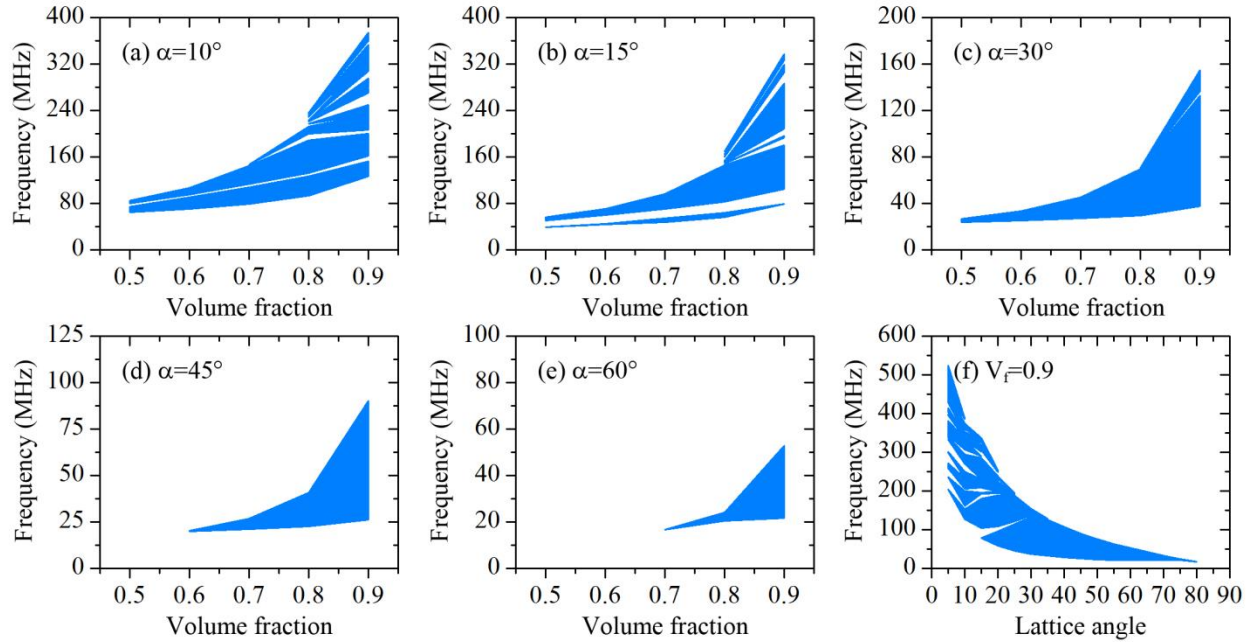 400
320
240
160
80
0
Frequency (MHz)
(a) α=10°
0.5 0.6 0.7 0.8 0.9
Volume fraction
400
320
240
160
80
0
Frequency (MHz)
(b) α=15°
0.5 0.6 0.7 0.8 0.9
Volume fraction
200
160
120
80
40
0
Frequency (MHz)
(c) α=30°
0.5 0.6 0.7 0.8 0.9
Volume fraction
125
100
75
50
25
0
Frequency (MHz)
(d) α=45°
0.5 0.6 0.7 0.8 0.9
Volume fraction
100
80
60
40
20
0
Frequency (MHz)
(e) α=60°
0.5 0.6 0.7 0.8 0.9
Volume fraction
600
500
400
300
200
100
0
Frequency (MHz)
(f) Vf=0.9
0 10 20 30 40 50 60 70 80 90
Lattice angle